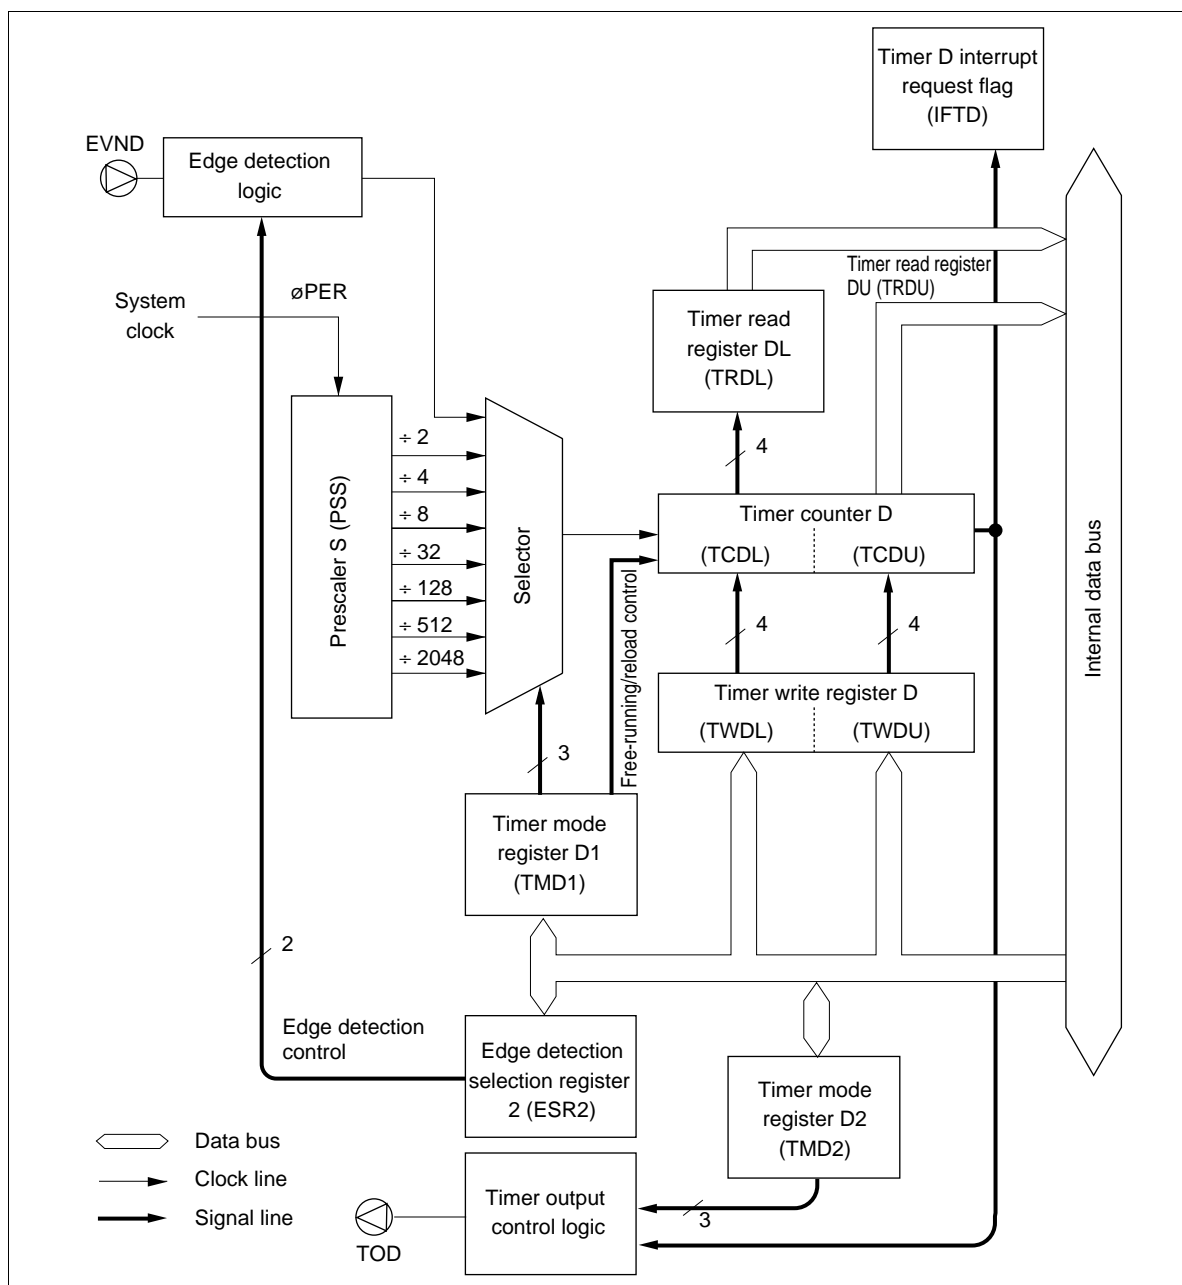 Timer D interrupt
request flag
(IFTD)
EVND
Edge detection
logic
Timer read register
DU (TRDU)
øPER
System
clock
Timer read
register DL
(TRDL)
÷ 2
÷ 4
÷ 8
÷ 32
÷ 128
÷ 512
÷ 2048
Prescaler S (PSS)
Selector
4
Timer counter D
(TCDL)
(TCDU)
Internal data bus
Free-running/reload control
4
4
Timer write register D
(TWDL)
(TWDU)
3
Timer mode
register D1
(TMD1)
2
Edge detection
control
Edge detection
selection register
2 (ESR2)
Timer mode
register D2
(TMD2)
Data bus
Clock line
Signal line
Timer output
control logic
3
TOD